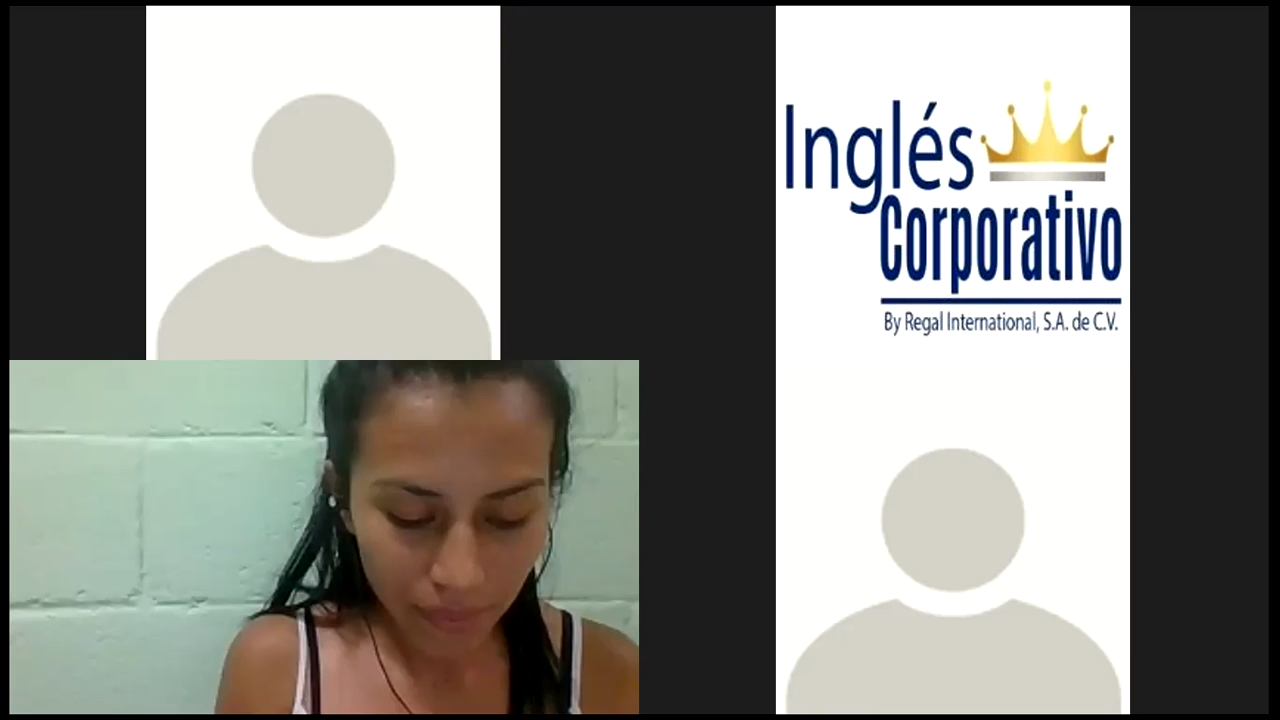 Inglés
Corporativo
By Regal International, S.A. de C.V.